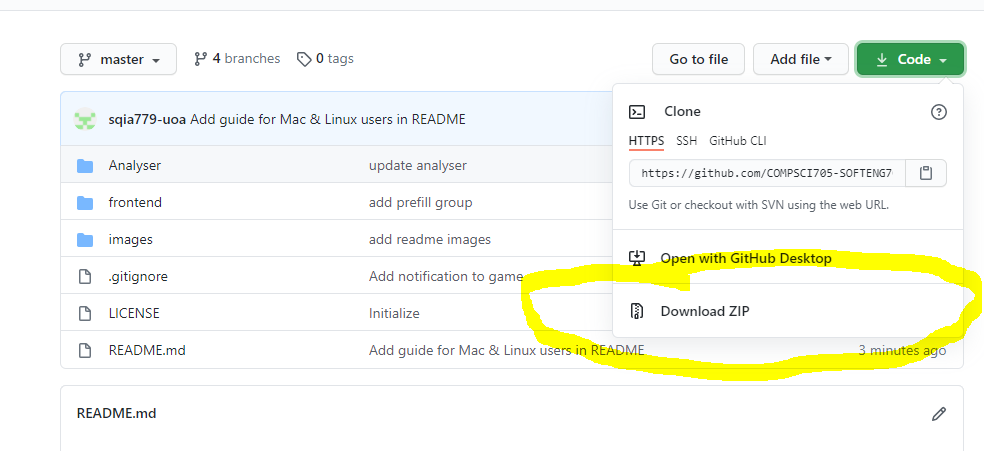 master 4 branches 0 tags Go to file Add file Code
sqia779-uoa Add guide for Mac & Linux users in README
Analyser update analyser
frontend add prefill group
images add readme images
.gitignore Add notification to game
LICENSE Initialize
README.md Add guide for Mac & Linux users in README 3 minutes ago
Clone
HTTPS SSH GitHub CLI
https://github.com/COMPSCI705-SOFTENG7
Use Git or checkout with SVN using the web URL.
Open with GitHub Desktop
Download ZIP
README.md